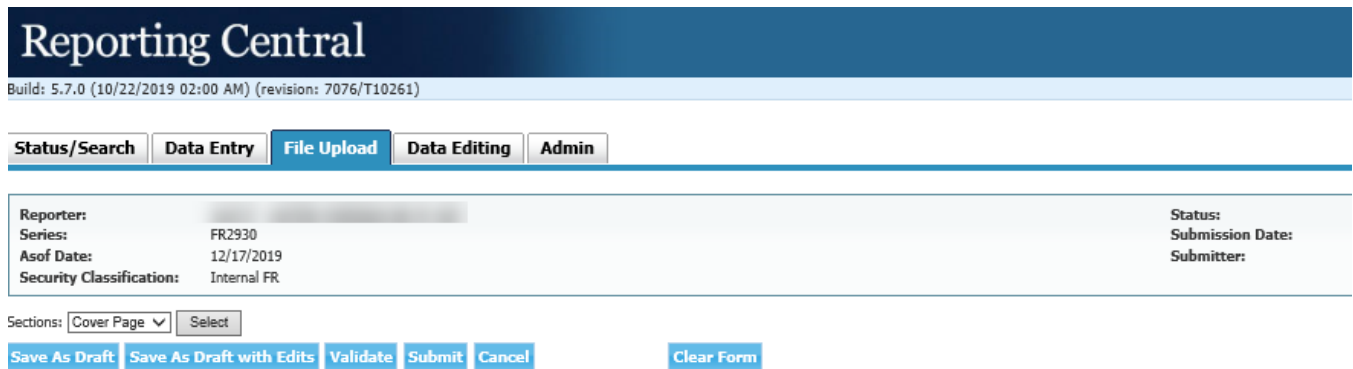 Reporting Central
Build: 5.7.0 (10/22/2019 02:00 AM) (revision: 7076/T10261)
Status/Search Data Entry File Upload Data Editing Admin
Reporter: Status:
Series: FR2930 Submission Date:
Asof Date: 12/17/2019 Submitter:
Security Classification: Internal FR
Sections: Cover Page Select
Save As Draft Save As Draft with Edits Validate Submit Cancel Clear Form